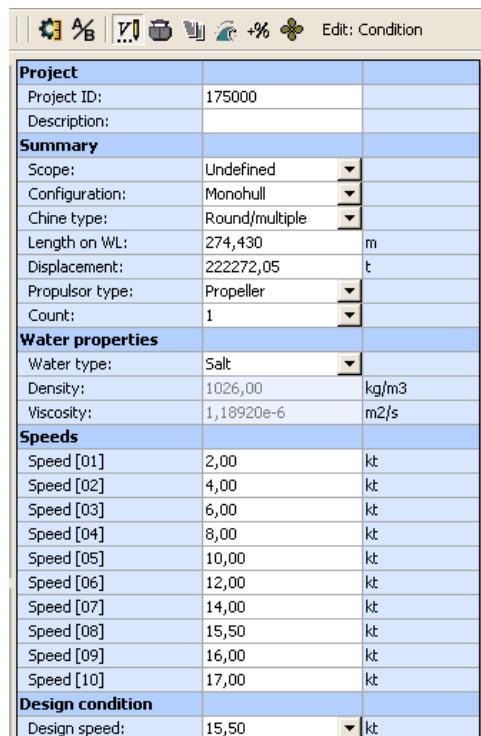 A/B V +% Edit: Condition
Project
Project ID: 175000
Description:
Summary
Scope: Undefined
Configuration: Monohull
Chine type: Round/multiple
Length on WL: 274,430 m
Displacement: 222272,05 t
Propulsor type: Propeller
Count: 1
Water properties
Water type: Salt
Density: 1026,00 kg/m3
Viscosity: 1,18920e-6 m2/s
Speeds
Speed [01] 2,00 kt
Speed [02] 4,00 kt
Speed [03] 6,00 kt
Speed [04] 8,00 kt
Speed [05] 10,00 kt
Speed [06] 12,00 kt
Speed [07] 14,00 kt
Speed [08] 15,50 kt
Speed [09] 16,00 kt
Speed [10] 17,00 kt
Design condition
Design speed: 15,50 kt